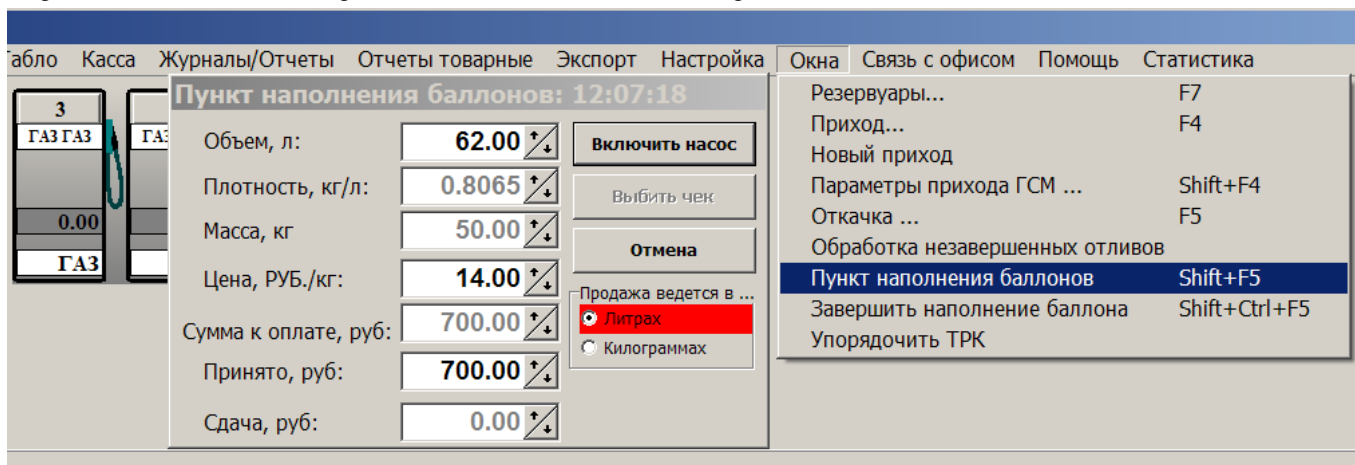 Табло Касса Журналы/Отчеты Отчеты товарные Экспорт Настройка Окна Связь с офисом Помощь Статистика
Пункт наполнения баллонов: 12:07:18
3
ГАЗ ГАЗ
0.00
ГАЗ
Объем, л: 62.00
Плотность, кг/л: 0.8065
Масса, кг 50.00
Цена, РУБ./кг: 14.00
Сумма к оплате, руб: 700.00
Принято, руб: 700.00
Сдача, руб: 0.00
Включить насос
Выбить чек
Отмена
Продажа ведется в ...
Литрах
Килограммах
Резервуары... F7
Приход... F4
Новый приход
Параметры прихода ГСМ ... Shift+F4
Откачка ... F5
Обработка незавершенных отливов
Пункт наполнения баллонов Shift+F5
Завершить наполнение баллона Shift+Ctrl+F5
Упорядочить ТРК